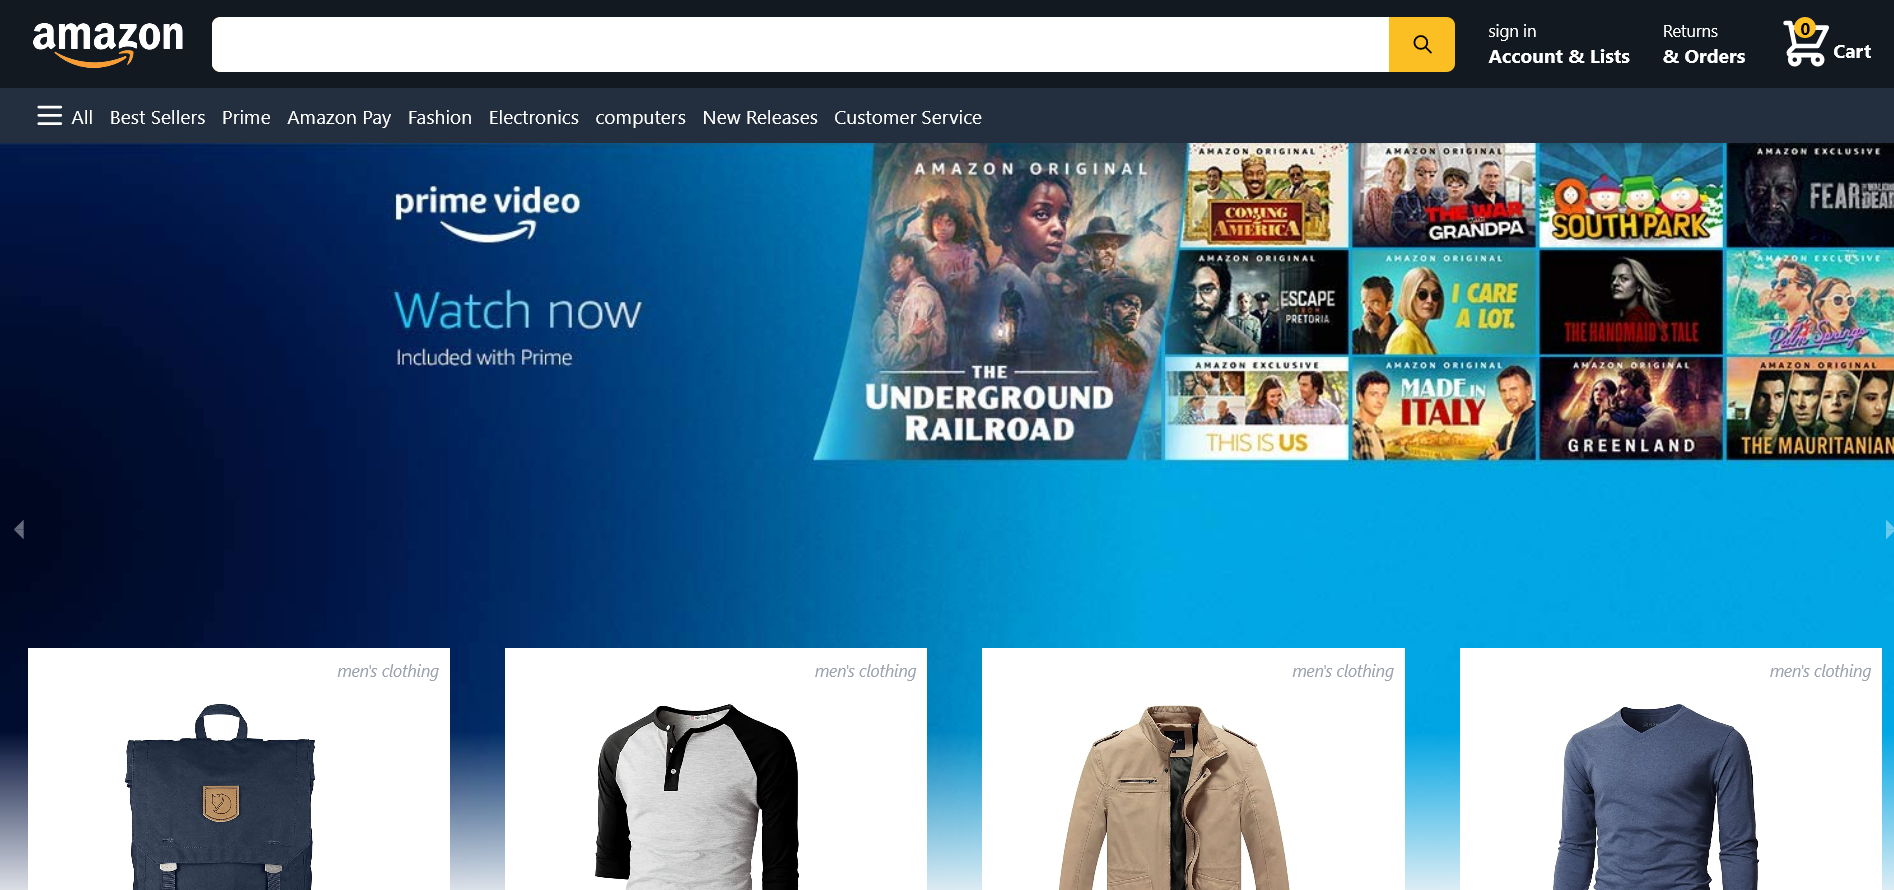 amazon
sign in
Account & Lists
Returns
& Orders
0
Cart
All Best Sellers Prime Amazon Pay Fashion Electronics computers New Releases Customer Service
prime video
Watch now
Included with Prime
AMAZON ORIGINAL
THE
UNDERGROUND
RAILROAD
AMAZON ORIGINAL
COMING
2
AMERICA
AMAZON ORIGINAL
THE WAR
WITH
GRANDPA
SOUTH PARK
AMAZON EXCLUSIVE
FEAR THE WALKING DEAD
AMAZON ORIGINAL
ESCAPE
FROM
PRETORIA
AMAZON ORIGINAL
I CARE
A LOT.
THE HANDMAID'S TALE
AMAZON EXCLUSIVE
Palm Springs
AMAZON EXCLUSIVE
THIS IS US
AMAZON ORIGINAL
MADE IN
ITALY
AMAZON ORIGINAL
GREENLAND
AMAZON ORIGINAL
THE MAURITANIAN
men's clothing
men's clothing
men's clothing
men's clothing